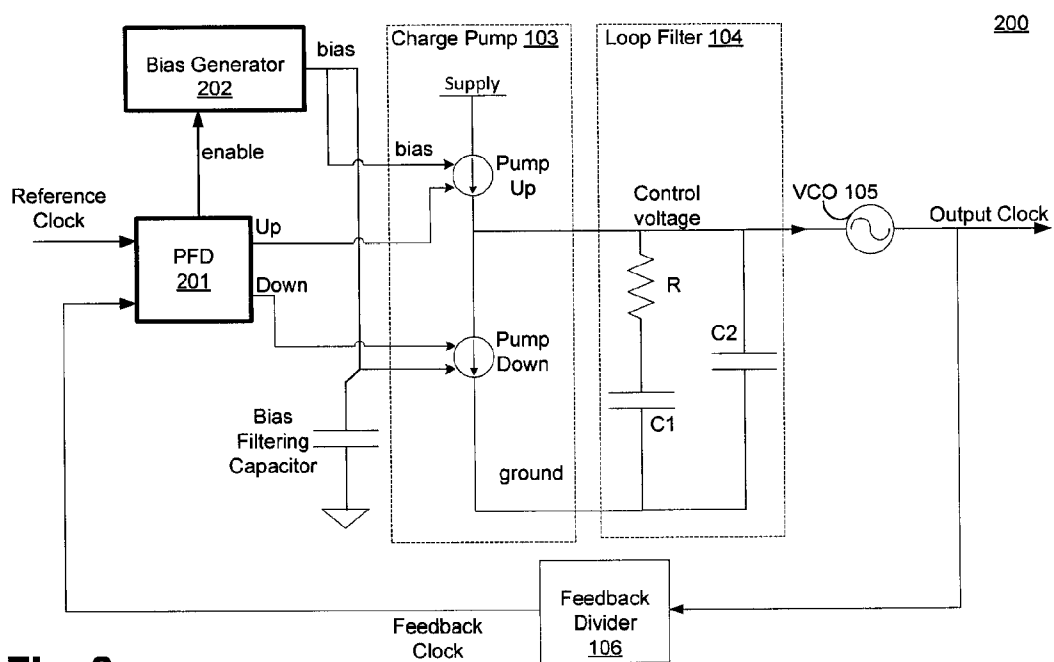 200
Bias Generator
202
bias
Charge Pump 103
Loop Filter 104
Supply
enable
bias
Pump
Up
Reference
Clock
PFD
201
Up
Down
Control
voltage
VCO 105
Output Clock
R
C2
Pump
Down
C1
Bias
Filtering
Capacitor
ground
Feedback
Clock
Feedback
Divider
106